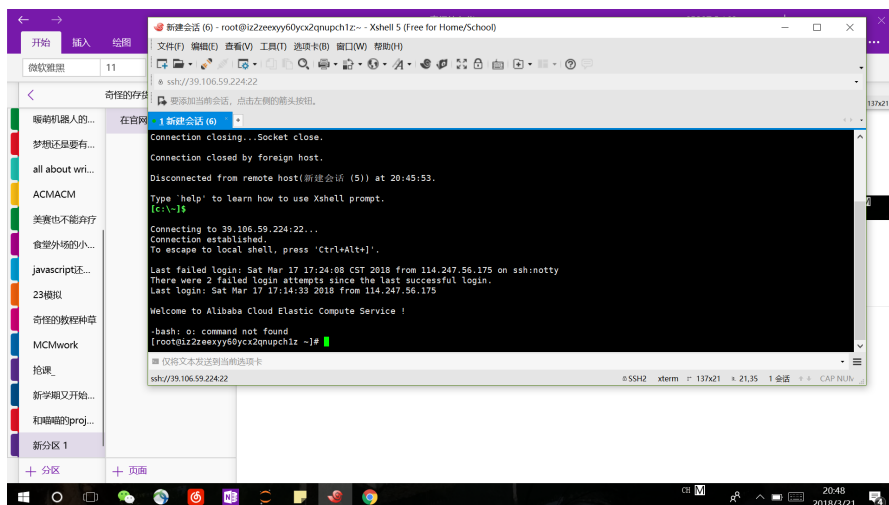 新建会话 (6) - root@iz2zeexyy60ycx2qnupch1z:~ - Xshell 5 (Free for Home/School)
开始 插入 绘图
文件(F) 编辑(E) 查看(V) 工具(T) 选项卡(B) 窗口(W) 帮助(H)
微软雅黑 11
ssh://39.106.59.224:22
奇怪的存货
要添加当前会话, 点击左侧的箭头按钮。
137x21
暖萌机器人的...
在官网
1 新建会话 (6)
梦想还是要有...
all about wri...
ACMACM
美赛也不能弃疗
食堂外场的小...
javascript还...
23模拟
奇怪的教程种草
MCMwork
抢课_
新学期又开始...
和喵喵的proj...
新分区 1
分区
页面
Connection closing...Socket close.
Connection closed by foreign host.
Disconnected from remote host(新建会话 (5)) at 20:45:53.
Type `help' to learn how to use Xshell prompt.
[c:\~]$
Connecting to 39.106.59.224:22...
Connection established.
To escape to local shell, press 'Ctrl+Alt+]'.
Last failed login: Sat Mar 17 17:24:08 CST 2018 from 114.247.56.175 on ssh:notty
There were 2 failed login attempts since the last successful login.
Last login: Sat Mar 17 17:14:33 2018 from 114.247.56.175
Welcome to Alibaba Cloud Elastic Compute Service !
-bash: o: command not found
[root@iz2zeexyy60ycx2qnupch1z ~]#
仅将文本发送到当前选项卡
ssh://39.106.59.224:22 SSH2 xterm 137x21 21,35 1 会话 CAP NUM
CH M
20:48
2018/3/21